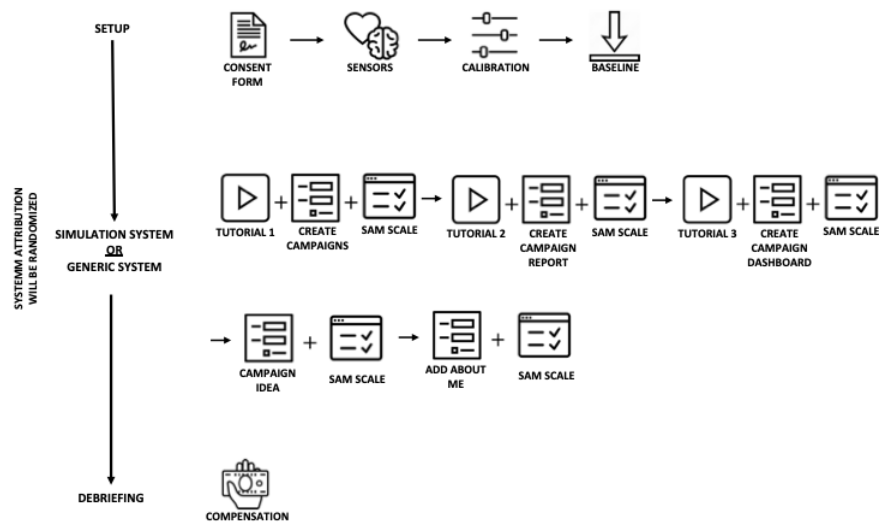 SETUP
CONSENT
FORM
SENSORS
CALIBRATION
BASELINE
SYSTEMM ATTRIBUTION
WILL BE RANDOMIZED
SIMULATION SYSTEM
OR
GENERIC SYSTEM
TUTORIAL 1
CREATE
CAMPAIGNS
SAM SCALE
TUTORIAL 2
CREATE
CAMPAIGN
REPORT
SAM SCALE
TUTORIAL 3
CREATE
CAMPAIGN
DASHBOARD
SAM SCALE
CAMPAIGN
IDEA
SAM SCALE
ADD ABOUT
ME
SAM SCALE
DEBRIEFING
COMPENSATION